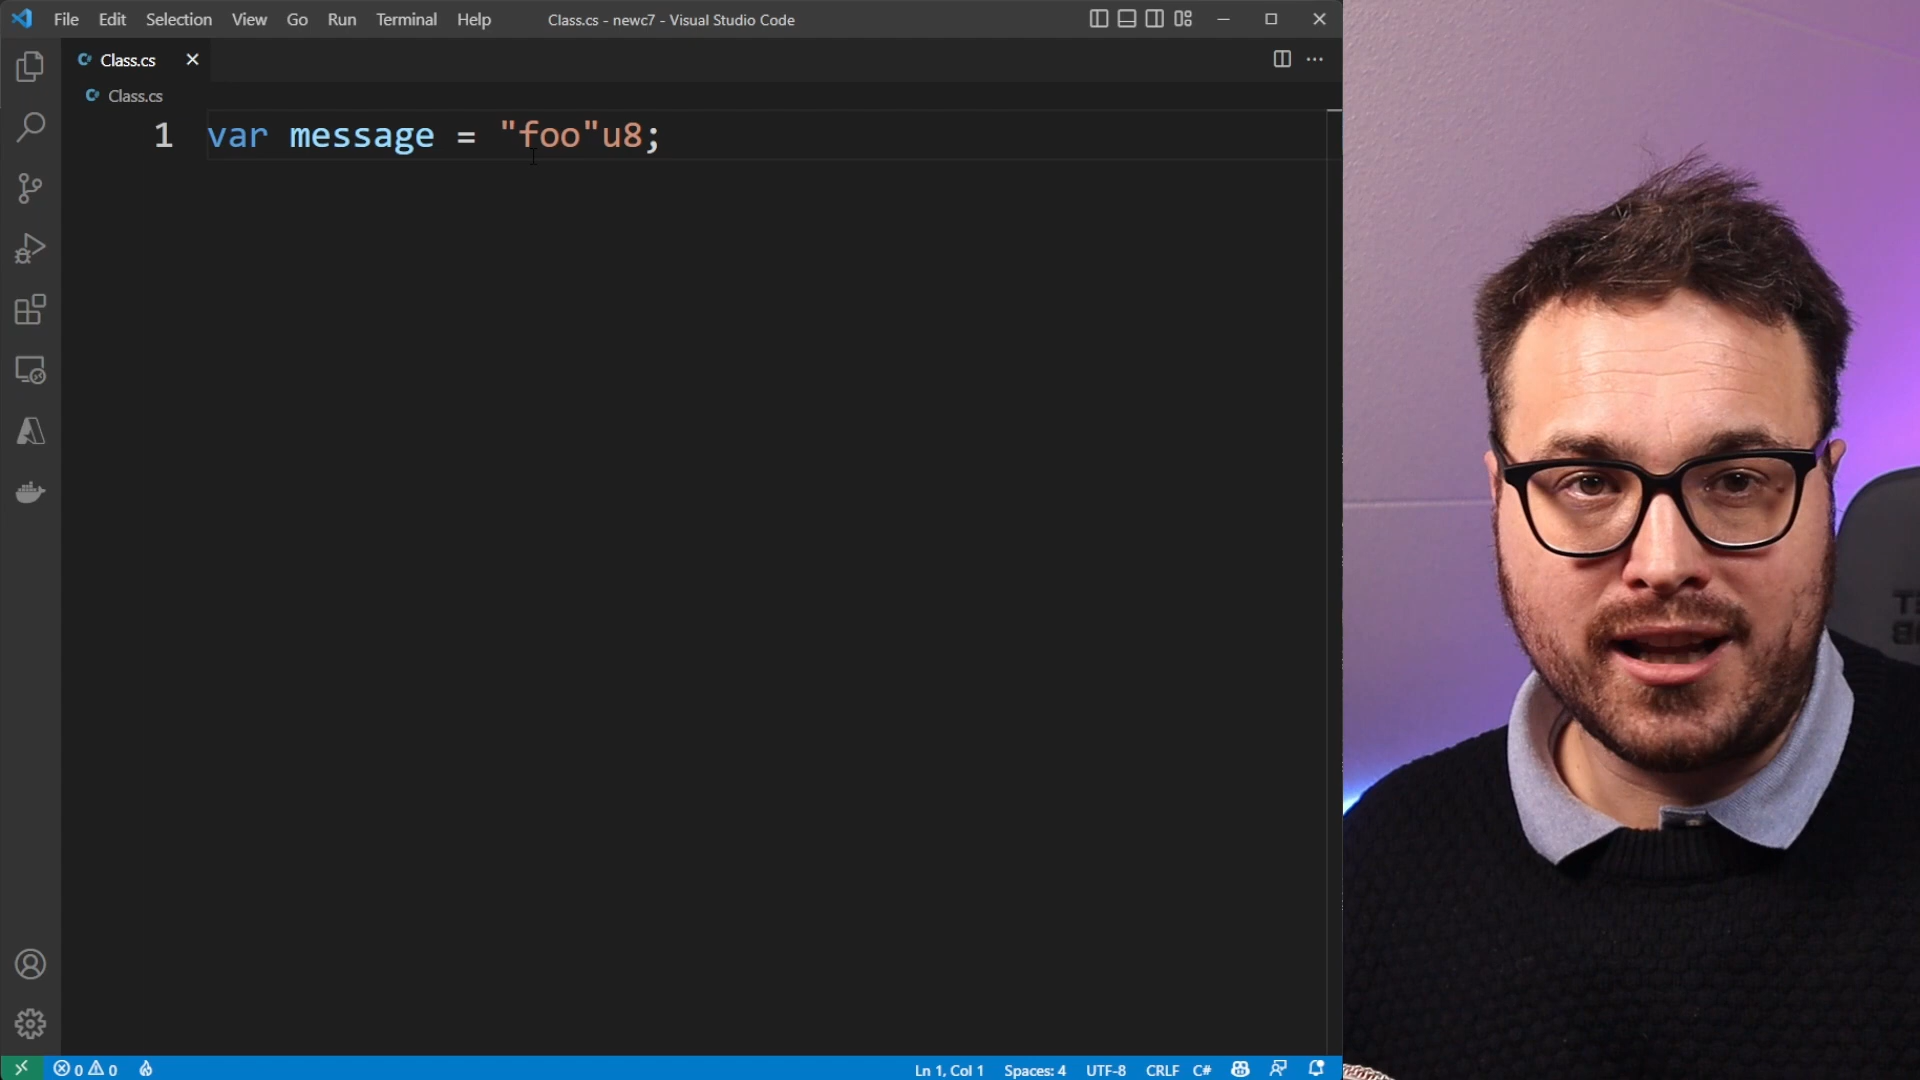 File Edit Selection View Go Run Terminal Help Class.cs - newc7 - Visual Studio Code
Class.cs
Class.cs
1 var message = "foo"u8;
0 0 Ln 1, Col 1 Spaces: 4 UTF-8 CRLF C#